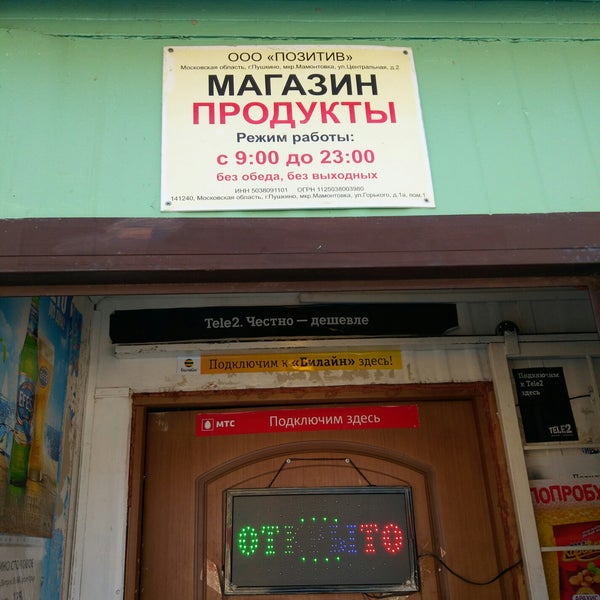 ООО «ПОЗИТИВ»
Московская область, г.Пушкино, мкр.Мамонтовка, ул.Центральная, д.2
МАГАЗИН
ПРОДУКТЫ
Режим работы:
с 9:00 до 23:00
без обеда, без выходных
ИНН 5038091101 ОГРН 1125038003980
141240, Московская область, г.Пушкино, мкр.Мамонтовка, ул.Горького, д.1а, пом.1
Tele2. Честно — дешевле
Билайн
Подключим к «Билайн» здесь!
Подключим
к Tele2
здесь
TELE2
МТС Подключим здесь
ОТКРЫТО
ПОПРОБУ